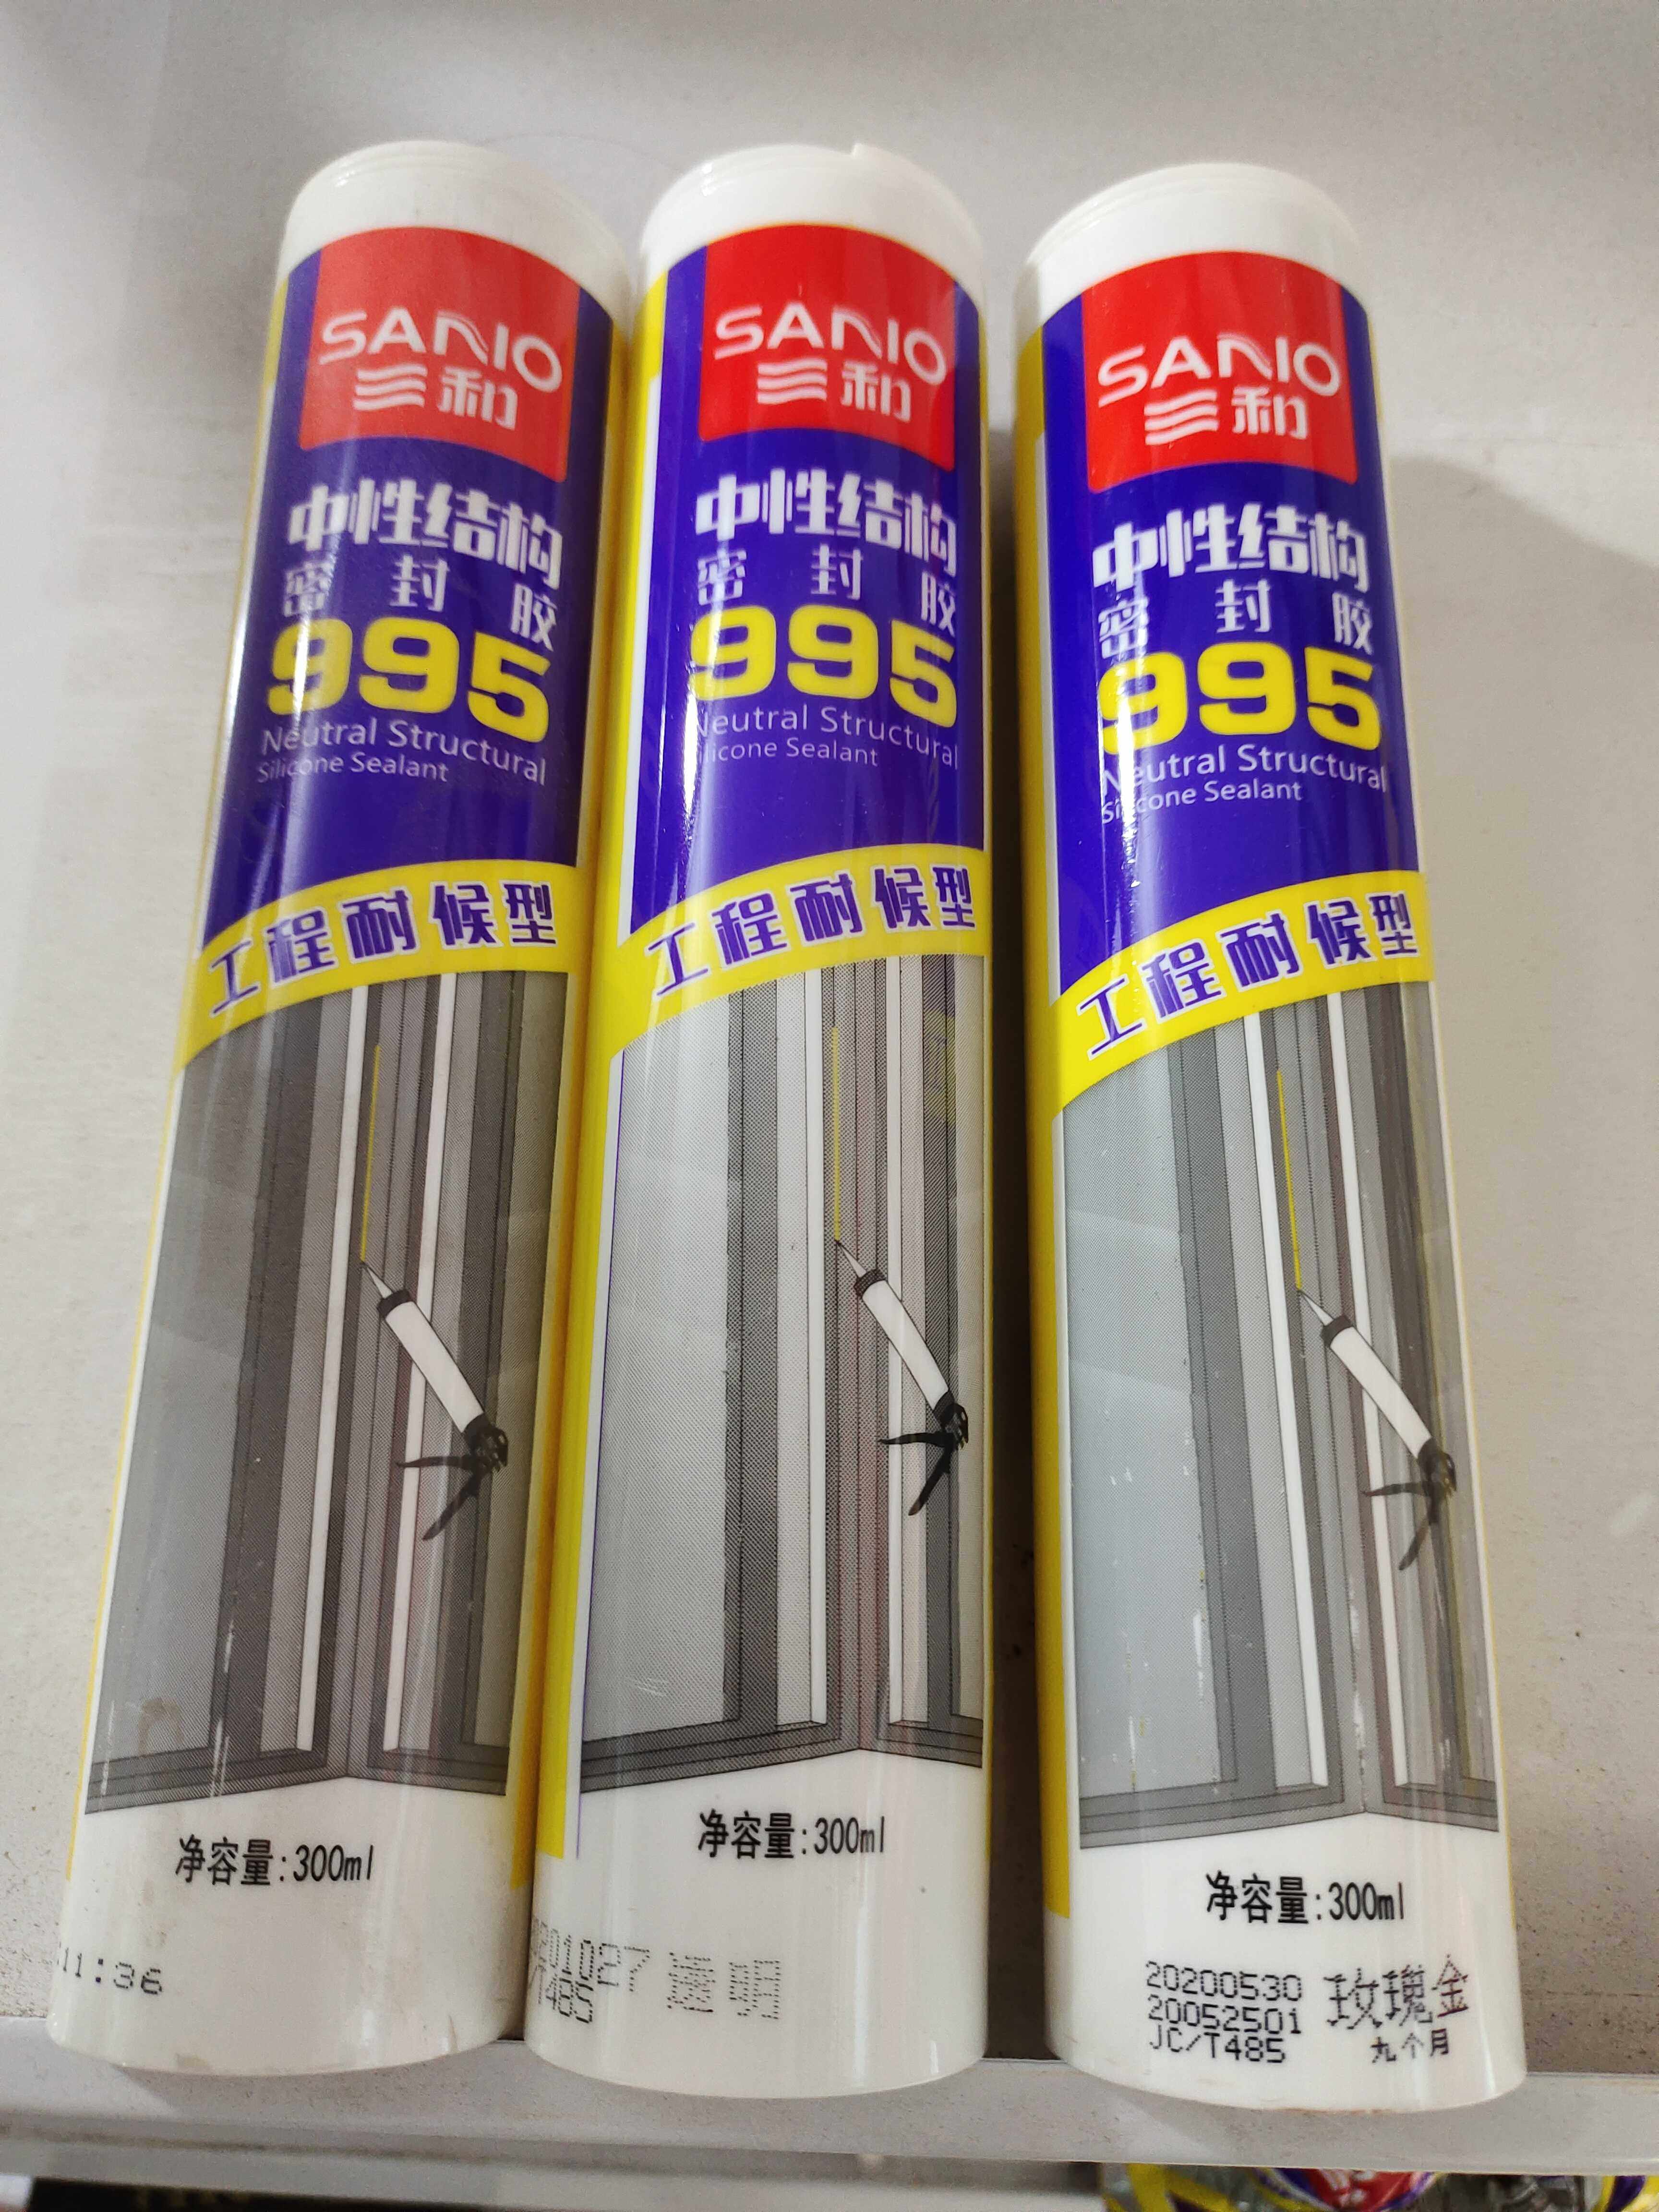 SANIO
三和
中性结构
密封胶
995
Neutral Structural
Silicone Sealant
工程耐候型
净容量:300ml
11:36
SANIO
三和
中性结构
密封胶
995
Neutral Structural
Silicone Sealant
工程耐候型
净容量:300ml
201027 透明
/T485
SANIO
三和
中性结构
密封胶
995
Neutral Structural
Silicone Sealant
工程耐候型
净容量:300ml
20200530 玫瑰金
20052501
JC/T485 九个月